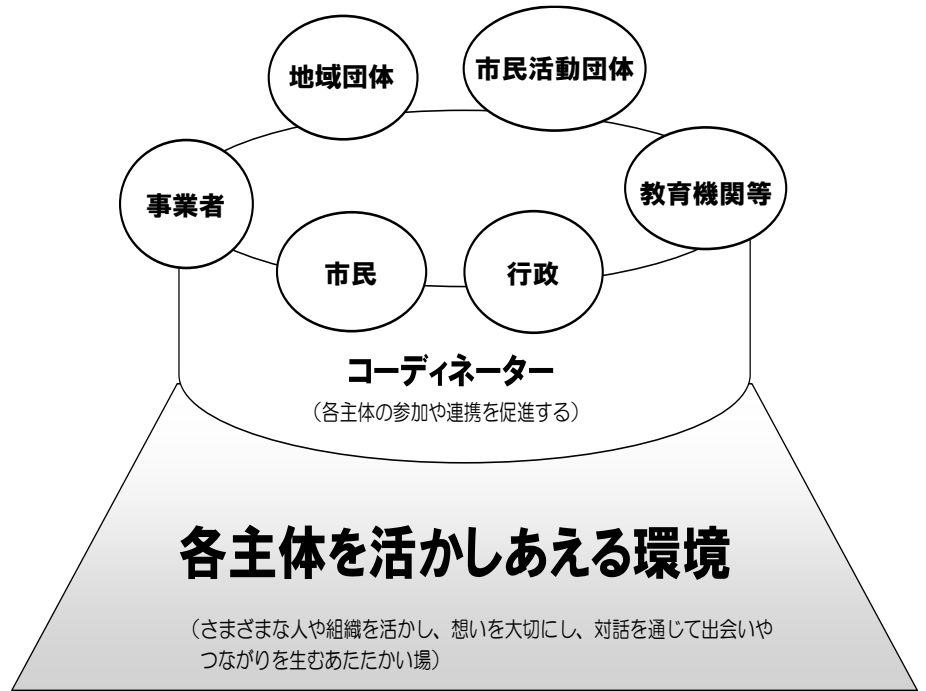 地域団体
市民活動団体
事業者
教育機関等
市民
行政
コーディネーター
（各主体の参加や連携を促進する）
各主体を活かしあえる環境
（さまざまな人や組織を活かし、想いを大切にし、対話を通じて出会いや
つながりを生むあたたかい場）